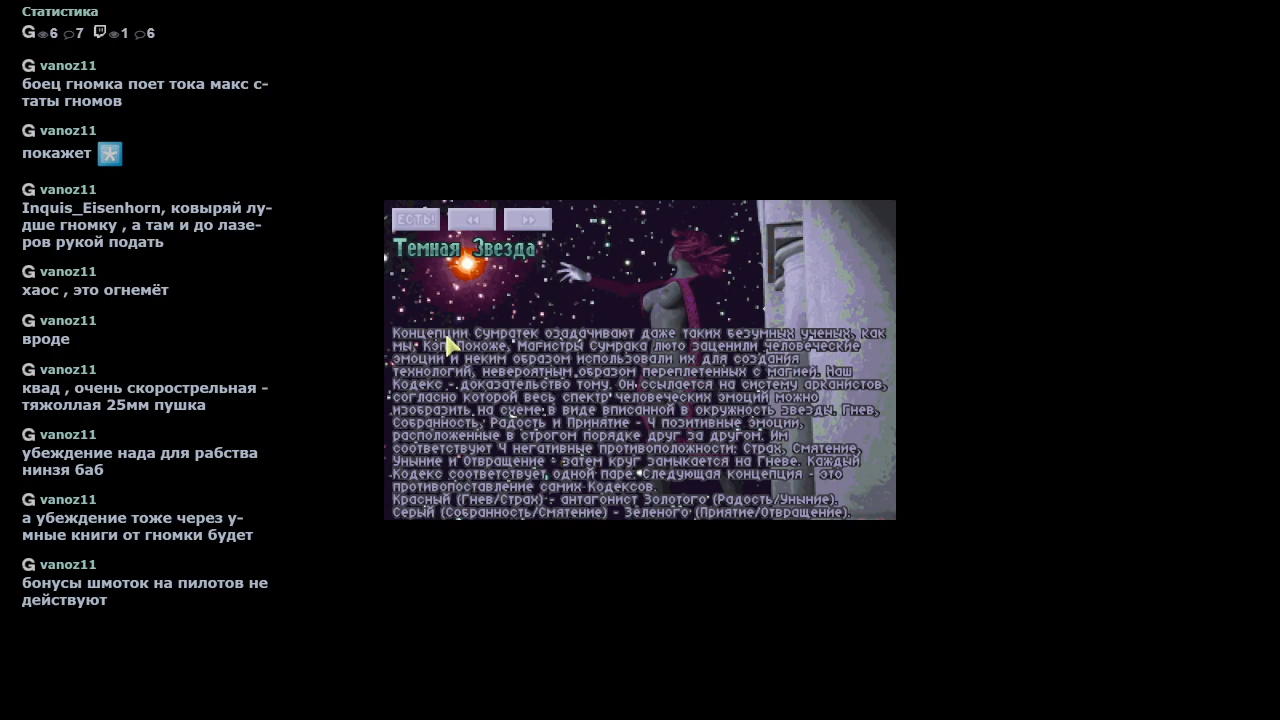 Статистика
G 6 7 1 6
G vanoz11
боец гномка поет тока макс с-
таты гномов
G vanoz11
покажет
G vanoz11
Inquis_Eisenhorn, ковыряй лу-
дше гномку , а там и до лазе-
ров рукой подать
G vanoz11
хаос , это огнемёт
G vanoz11
вроде
G vanoz11
квад , очень скорострельная -
тяжоллая 25мм пушка
G vanoz11
убеждение нада для рабства
нинзя баб
G vanoz11
а убеждение тоже через у-
мные книги от гномки будет
G vanoz11
бонусы шмоток на пилотов не
действуют
ЕСТЬ!
Темная Звезда
Концепции Сумратек озадачивают даже таких безумных ученых, как
мы, Кэп. Похоже, Магистры Сумрака люто заценили человеческие
эмоции и неким образом использовали их для создания
технологий, невероятным образом переплетенных с магией. Наш
Кодекс - доказательство тому. Он ссылается на систему арканистов,
согласно которой весь спектр человеческих эмоций можно
изобразить на схеме в виде вписанной в окружность звезды. Гнев,
Собранность, Радость и Принятие - 4 позитивные эмоции,
расположенные в строгом порядке друг за другом. Им
соответствуют 4 негативные противоположности: Страх, Смятение,
Уныние и Отвращение - затем круг замыкается на Гневе. Каждый
Кодекс соответствует одной паре. Следующая концепция - это
противопоставление самих Кодексов.
Красный (Гнев/Страх) - антагонист Золотого (Радость/Уныние).
Серый (Собранность/Смятение) - Зеленого (Приятие/Отвращение).